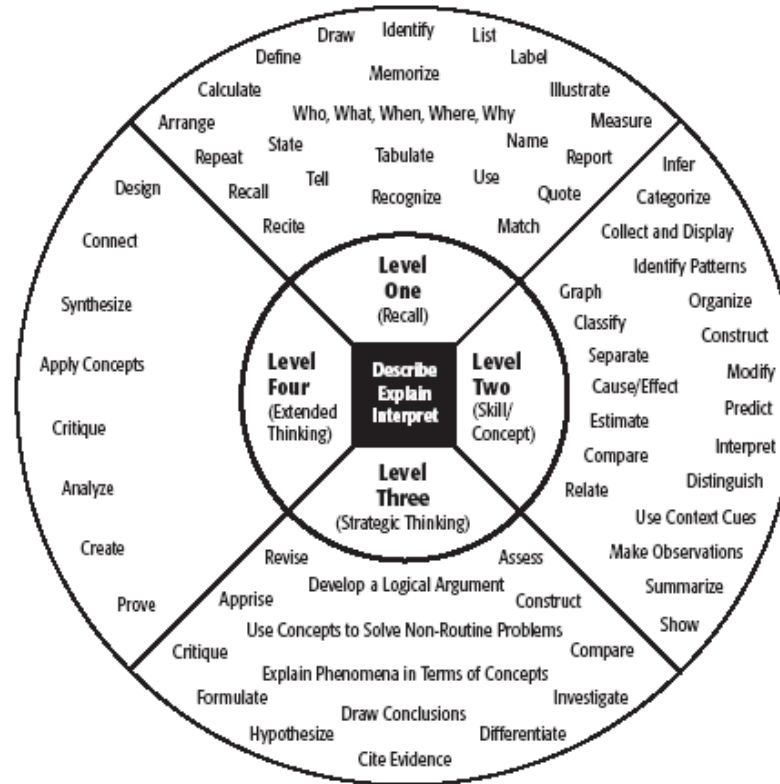 Draw
Identify
List
Define
Label
Memorize
Calculate
Illustrate
Arrange
Who, What, When, Where, Why
Measure
Repeat
State
Name
Report
Tell
Tabulate
Use
Recall
Recognize
Quote
Recite
Match
Level
One
(Recall)
Infer
Categorize
Collect and Display
Identify Patterns
Graph
Organize
Classify
Construct
Separate
Modify
Cause/Effect
Predict
Estimate
Interpret
Compare
Distinguish
Relate
Use Context Cues
Make Observations
Summarize
Show
Level
Two
(Skill/
Concept)
Describe
Explain
Interpret
Level
Three
(Strategic Thinking)
Revise
Assess
Develop a Logical Argument
Apprise
Construct
Use Concepts to Solve Non-Routine Problems
Critique
Compare
Explain Phenomena in Terms of Concepts
Formulate
Investigate
Draw Conclusions
Hypothesize
Differentiate
Cite Evidence
Level
Four
(Extended
Thinking)
Design
Connect
Synthesize
Apply Concepts
Critique
Analyze
Create
Prove